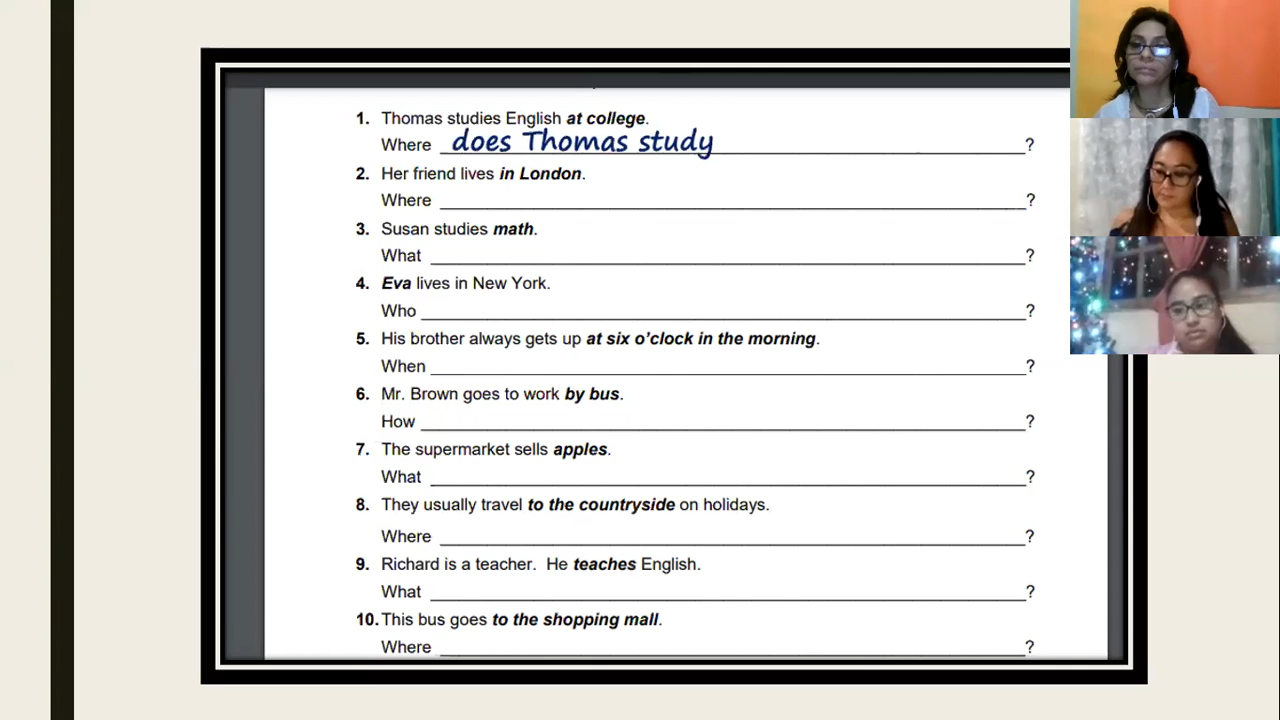 1. Thomas studies English at college.
Where does Thomas study ?
2. Her friend lives in London.
Where ?
3. Susan studies math.
What ?
4. Eva lives in New York.
Who ?
5. His brother always gets up at six o’clock in the morning.
When ?
6. Mr. Brown goes to work by bus.
How ?
7. The supermarket sells apples.
What ?
8. They usually travel to the countryside on holidays.
Where ?
9. Richard is a teacher. He teaches English.
What ?
10. This bus goes to the shopping mall.
Where ?